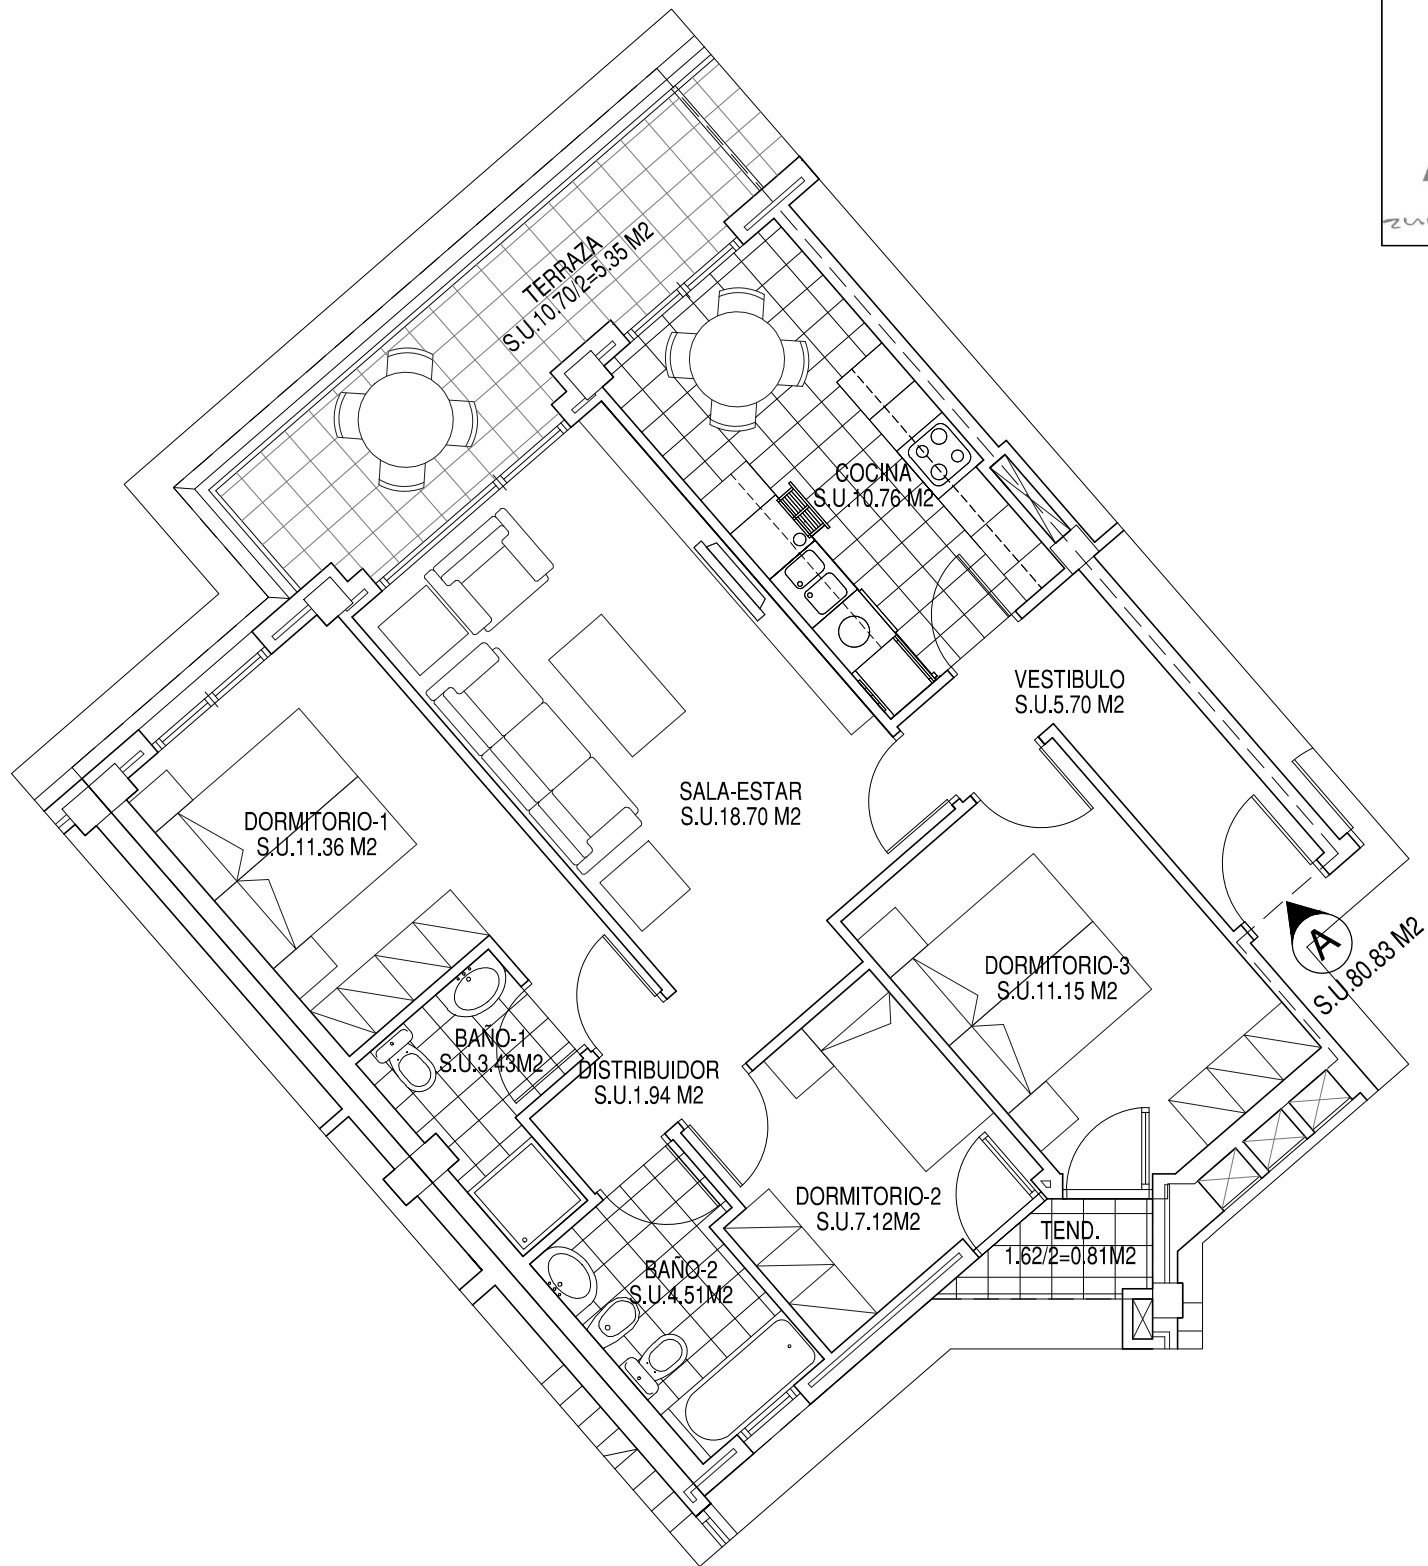 TERRAZA
S.U.10.70/2=5.35 M2
COCINA
S.U.10.76 M2
VESTIBULO
S.U.5.70 M2
SALA-ESTAR
S.U.18.70 M2
DORMITORIO-1
S.U.11.36 M2
DORMITORIO-3
S.U.11.15 M2
A
S.U.80.83 M2
BAÑO-1
S.U.3.43M2
DISTRIBUIDOR
S.U.1.94 M2
DORMITORIO-2
S.U.7.12M2
TEND.
1.62/2=0.81M2
BAÑO-2
S.U.4.51M2